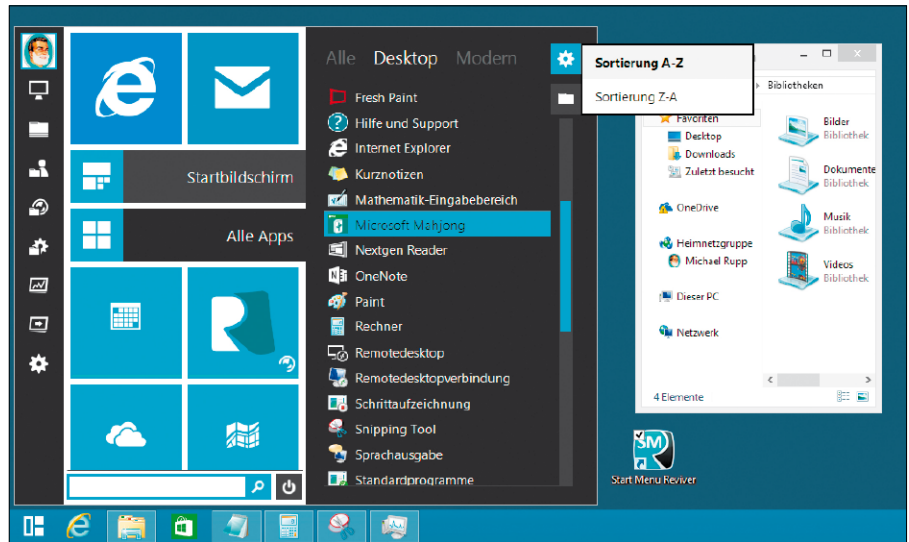 Alle Desktop Modern
Fresh Paint
Hilfe und Support
Internet Explorer
Kurznotizen
Mathematik-Eingabebereich
Microsoft Mahjong
Nextgen Reader
OneNote
Paint
Rechner
Remotedesktop
Remotedesktopverbindung
Schrittaufzeichnung
Snipping Tool
Sprachausgabe
Standardprogramme
Startbildschirm
Alle Apps
Sortierung A-Z
Sortierung Z-A
Bibliotheken
Favoriten
Desktop
Downloads
Zuletzt besucht
OneDrive
Heimnetzgruppe
Michael Rupp
Dieser PC
Netzwerk
Bilder
Bibliothek
Dokumente
Bibliothek
Musik
Bibliothek
Videos
Bibliothek
4 Elemente
SM
Start Menu Reviver